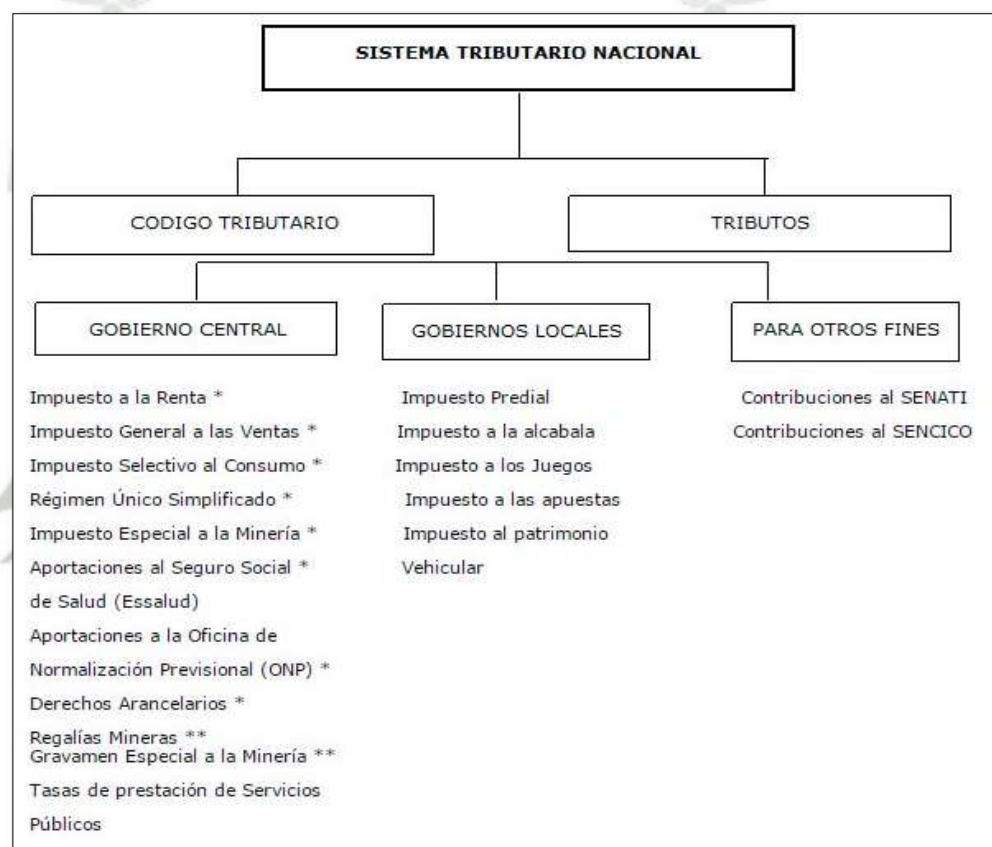 SISTEMA TRIBUTARIO NACIONAL
CODIGO TRIBUTARIO
TRIBUTOS
GOBIERNO CENTRAL
GOBIERNOS LOCALES
PARA OTROS FINES
Impuesto a la Renta *
Impuesto General a las Ventas *
Impuesto Selectivo al Consumo *
Régimen Único Simplificado *
Impuesto Especial a la Minería *
Aportaciones al Seguro Social *
de Salud (Essalud)
Aportaciones a la Oficina de
Normalización Previsional (ONP) *
Derechos Arancelarios *
Regalías Mineras **
Gravamen Especial a la Minería **
Tasas de prestación de Servicios
Públicos
Impuesto Predial
Impuesto a la alcabala
Impuesto a los Juegos
Impuesto a las apuestas
Impuesto al patrimonio
Vehicular
Contribuciones al SENATI
Contribuciones al SENCICO